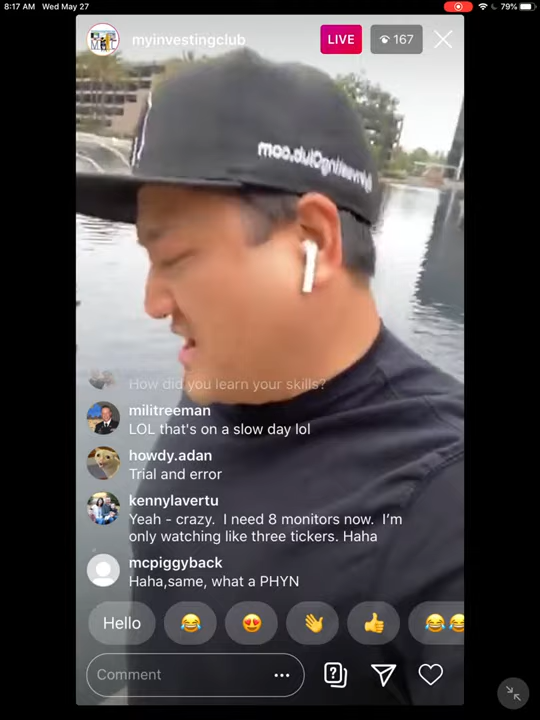 8:17 AM Wed May 27
79%
myinvestingclub
LIVE
167
myinvestingClub.com
How did you learn your skills?
militreeman
LOL that's on a slow day lol
howdy.adan
Trial and error
kennylavertu
Yeah - crazy. I need 8 monitors now. I'm
only watching like three tickers. Haha
mcpiggyback
Haha,same, what a PHYN
Hello
Comment